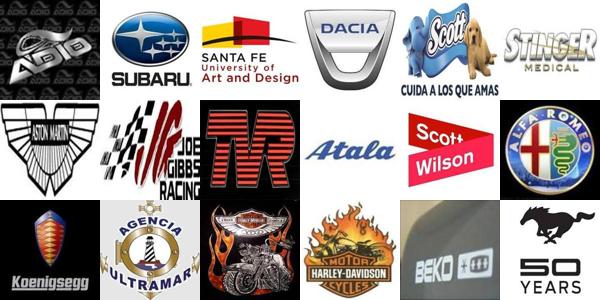 ADIO
SUBARU
SANTA FE
University of
Art and Design
DACIA
Scott
CUIDA A LOS QUE AMAS
STINGER
MEDICAL
ASTON MARTIN
JG
JOE
GIBBS
RACING
TVR
Atala
Scott
Wilson
ALFA ROMEO
Koenigsegg
AGENCIA
ULTRAMAR
MOTOR
HARLEY-DAVIDSON
CYCLES
BEKO
50
YEARS